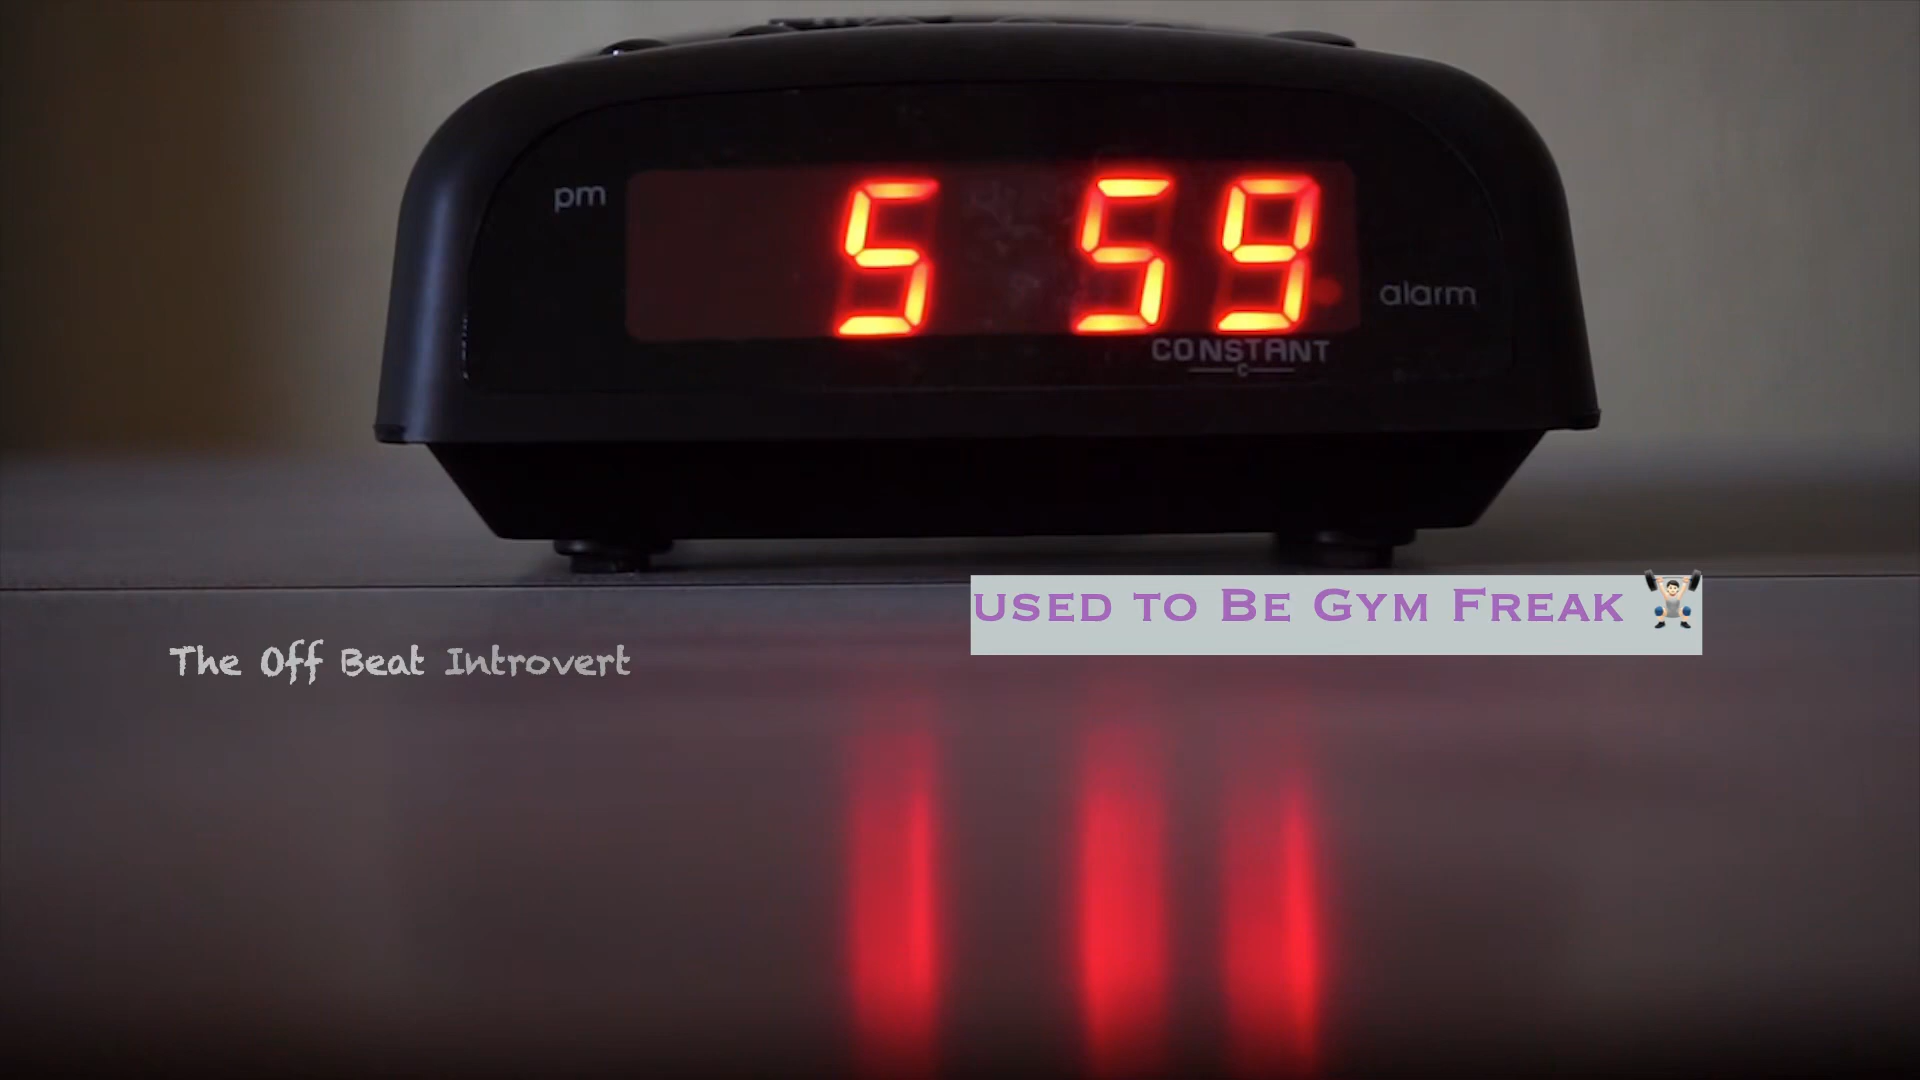 pm
5 59
alarm
CONSTANT
C
used to Be Gym Freak 🏋🏻
The Off Beat Introvert